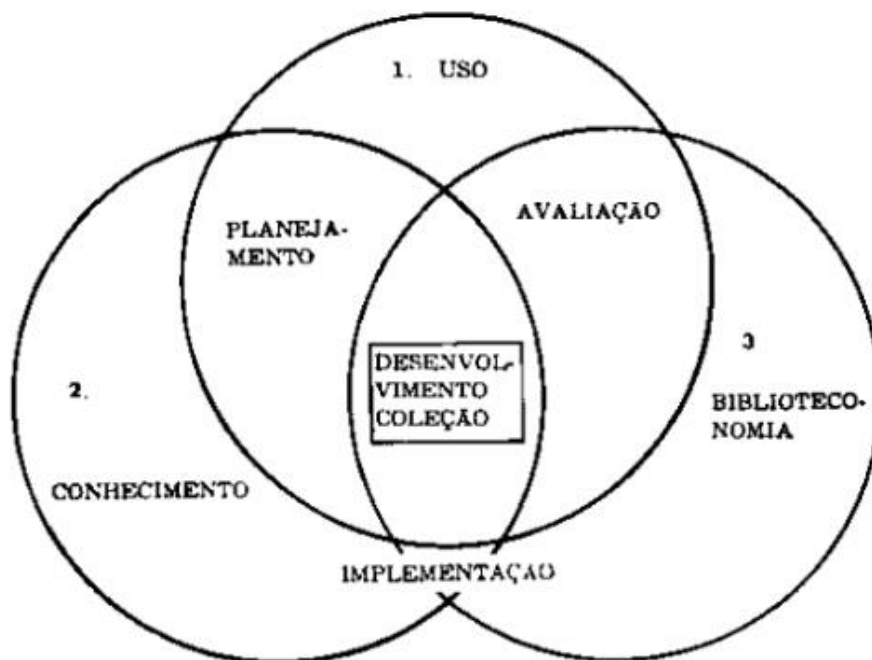 1. USO
PLANEJA-
MENTO
AVALIAÇÃO
DESENVOL-
VIMENTO
COLEÇÃO
2.
CONHECIMENTO
3
BIBLIOTECO-
NOMIA
IMPLEMENTAÇÃO